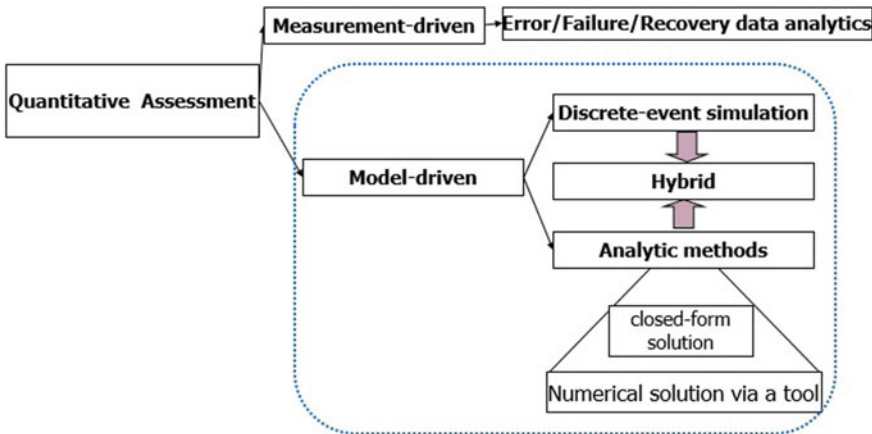 Measurement-driven
Error/Failure/Recovery data analytics
Quantitative Assessment
Discrete-event simulation
Model-driven
Hybrid
Analytic methods
closed-form
solution
Numerical solution via a tool